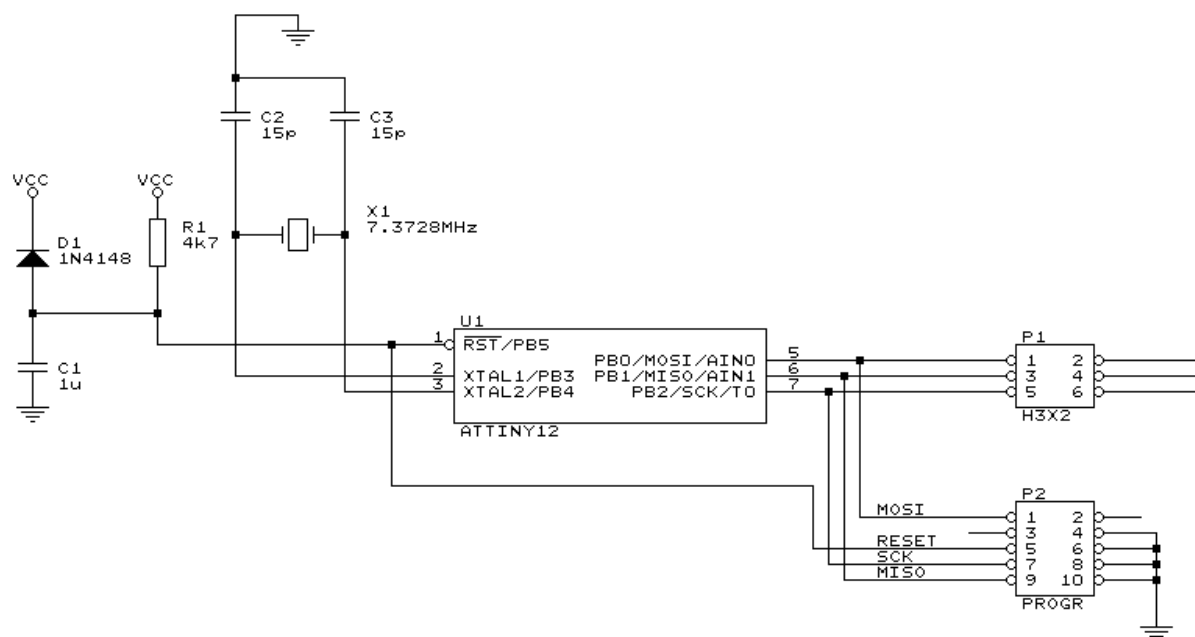 C2
15p
C3
15p
VCC
VCC
X1
7.3728MHz
R1
4k7
D1
1N4148
C1
1u
U1
1
RST/PB5
2
XTAL1/PB3
3
XTAL2/PB4
PB0/MOSI/AIN0
5
PB1/MISO/AIN1
6
PB2/SCK/T0
7
ATTINY12
P1
1 2
3 4
5 6
H3X2
P2
MOSI
1 2
3 4
RESET
5 6
SCK
7 8
MISO
9 10
PROGR